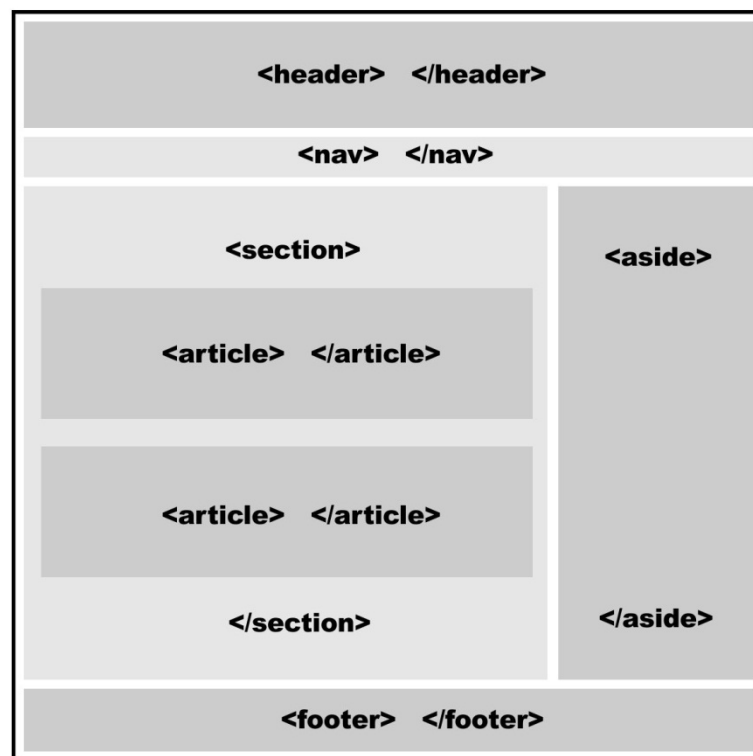 <header> </header>
<nav> </nav>
<section>
<article> </article>
<article> </article>
</section>
<aside>
</aside>
<footer> </footer>